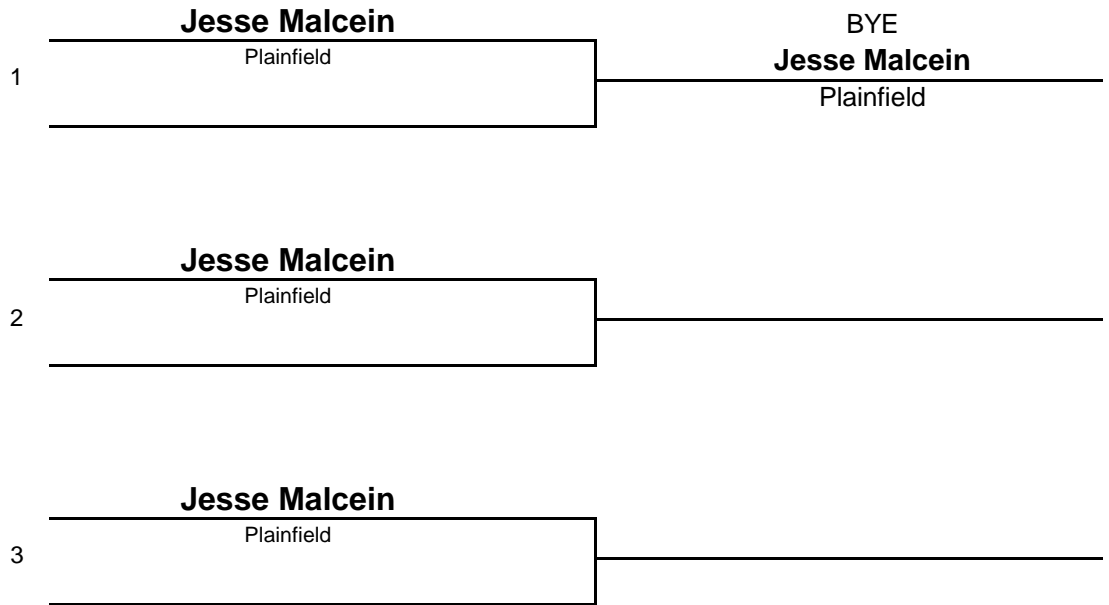 Jesse Malcein
Plainfield
1
BYE
Jesse Malcein
Plainfield
Jesse Malcein
Plainfield
2
Jesse Malcein
Plainfield
3